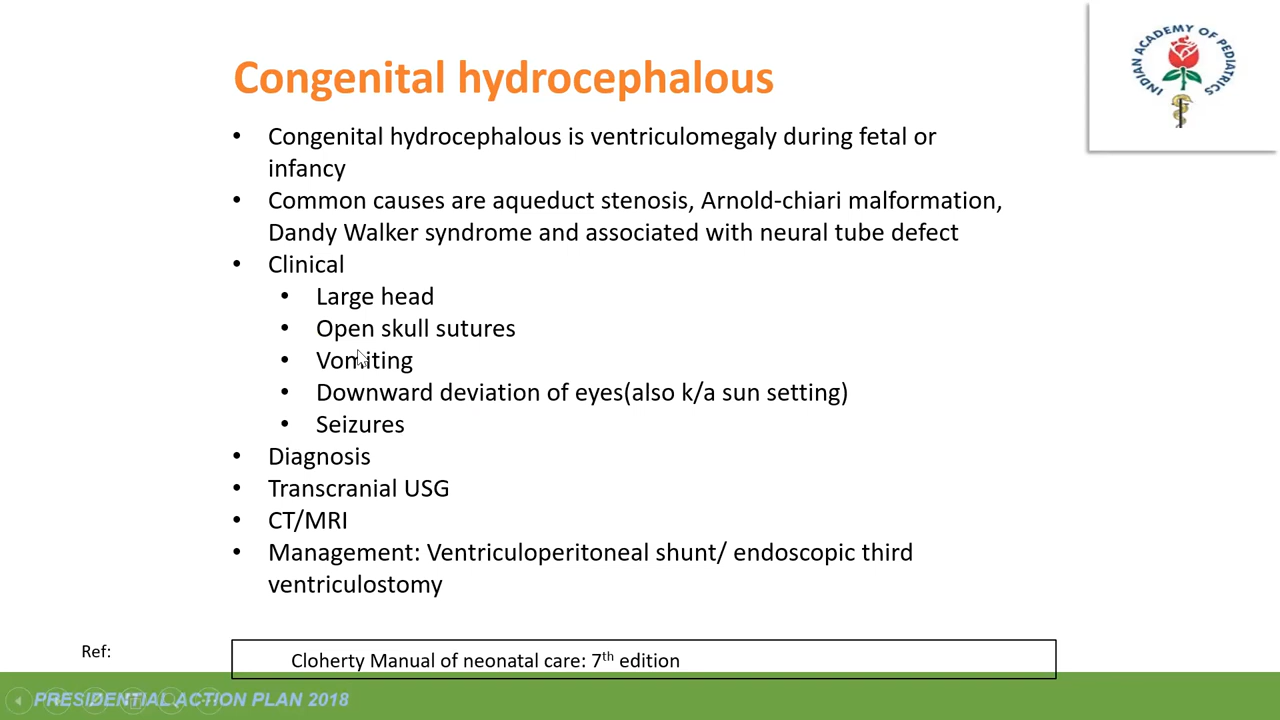 Congenital hydrocephalous
INDIAN ACADEMY OF PEDIATRICS
• Congenital hydrocephalous is ventriculomegaly during fetal or
infancy
• Common causes are aqueduct stenosis, Arnold-chiari malformation,
Dandy Walker syndrome and associated with neural tube defect
• Clinical
• Large head
• Open skull sutures
• Vomiting
• Downward deviation of eyes(also k/a sun setting)
• Seizures
• Diagnosis
• Transcranial USG
• CT/MRI
• Management: Ventriculoperitoneal shunt/ endoscopic third
ventriculostomy
Ref:
Cloherty Manual of neonatal care: 7th edition
PRESIDENTIAL ACTION PLAN 2018